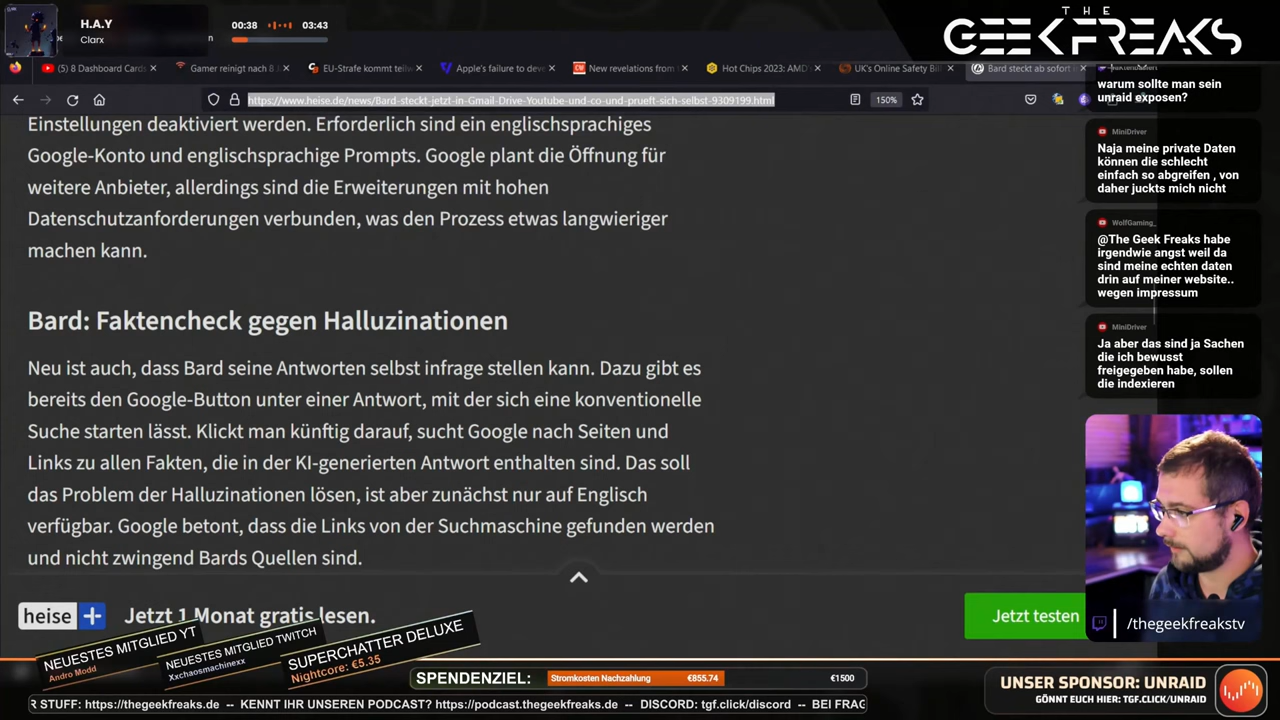 H.A.Y
Clarx
00:38
03:43
THE
GEEKFREAKS
(5) 8 Dashboard Cards
Gamer reinigt nach 8
EU-Strafe kommt tei
Apple's failure to deve
New revelations from
Hot Chips 2023: AMD
UK's Online Safety Bill
Bard steckt ab sofort
https://www.heise.de/news/Bard-steckt-jetzt-in-Gmail-Drive-Youtube-und-co-und-prueft-sich-selbst-9309199.html
150%
Einstellungen deaktiviert werden. Erforderlich sind ein englischsprachiges
Google-Konto und englischsprachige Prompts. Google plant die Öffnung für
weitere Anbieter, allerdings sind die Erweiterungen mit hohen
Datenschutzanforderungen verbunden, was den Prozess etwas langwieriger
machen kann.
Bard: Faktencheck gegen Halluzinationen
Neu ist auch, dass Bard seine Antworten selbst infrage stellen kann. Dazu gibt es
bereits den Google-Button unter einer Antwort, mit der sich eine konventionelle
Suche starten lässt. Klickt man künftig darauf, sucht Google nach Seiten und
Links zu allen Fakten, die in der KI-generierten Antwort enthalten sind. Das soll
das Problem der Halluzinationen lösen, ist aber zunächst nur auf Englisch
verfügbar. Google betont, dass die Links von der Suchmaschine gefunden werden
und nicht zwingend Bards Quellen sind.
heise +
Jetzt 1 Monat gratis lesen.
Jetzt testen
warum sollte man sein
unraid exposen?
MiniDriver
Naja meine private Daten
können die schlecht
einfach so abgreifen , von
daher juckts mich nicht
WolfGaming_
@The Geek Freaks habe
irgendwie angst weil da
sind meine echten daten
drin auf meiner website..
wegen impressum
MiniDriver
Ja aber das sind ja Sachen
die ich bewusst
freigegeben habe, sollen
die indexieren
/thegeekfreakstv
NEUESTES MITGLIED YT
Andro Modd
NEUESTES MITGLIED TWITCH
Xxchaosmachinexx
SUPERCHATTER DELUXE
Nightcore: €5.35
SPENDENZIEL:
Stromkosten Nachzahlung
€855.74
€1500
UNSER SPONSOR: UNRAID
GÖNNT EUCH HIER: TGF.CLICK/UNRAID
R STUFF: https://thegeekfreaks.de -- KENNT IHR UNSEREN PODCAST? https://podcast.thegeekfreaks.de -- DISCORD: tgf.click/discord -- BEI FRAG